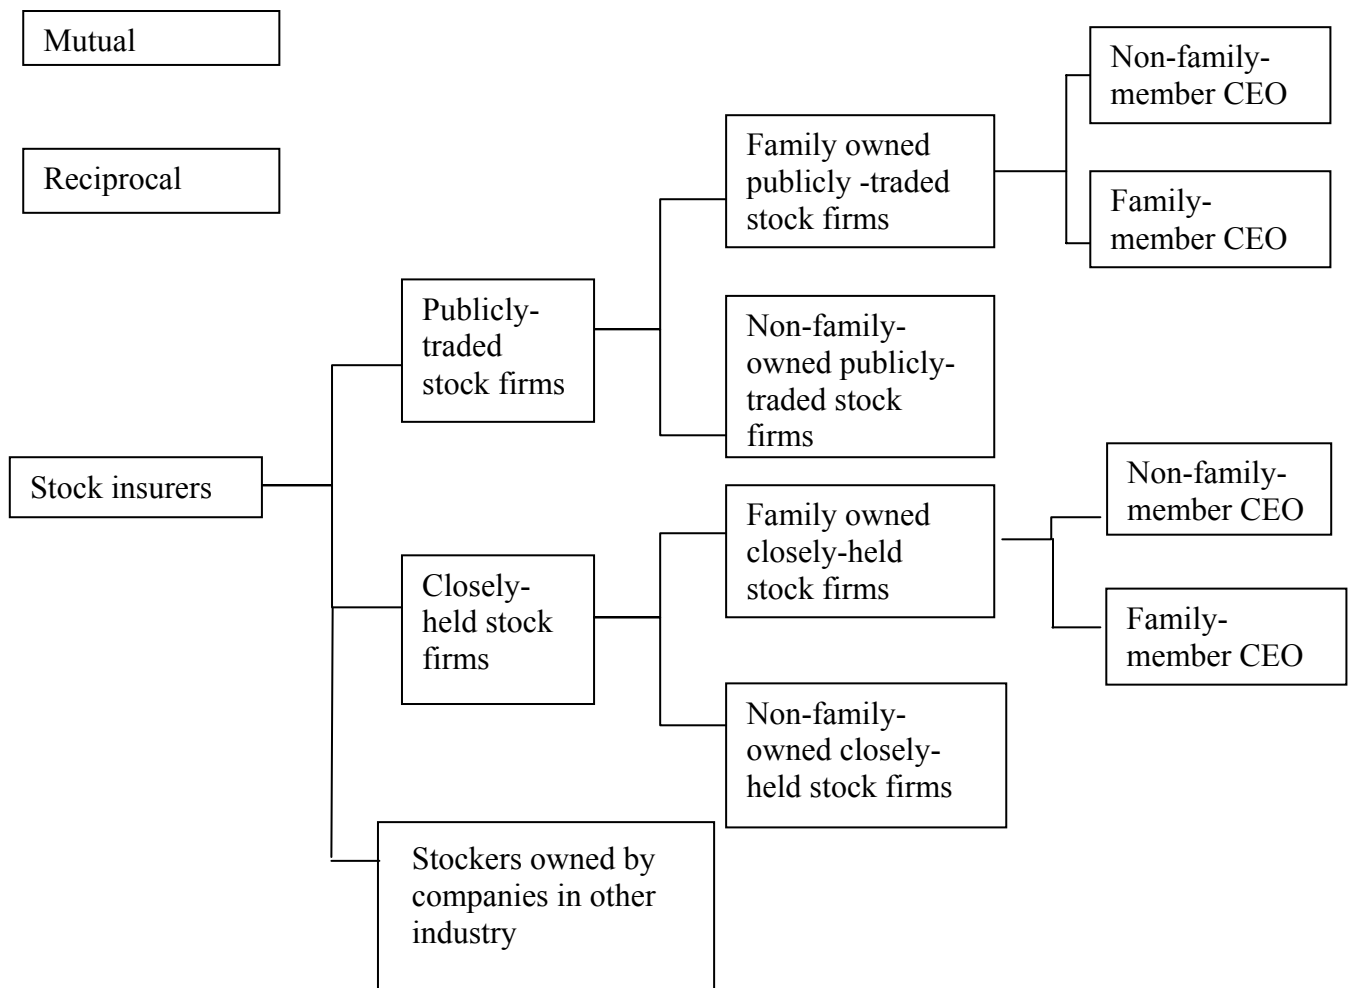 Mutual
Reciprocal
Stock insurers
Publicly-
traded
stock firms
Closely-
held stock
firms
Stockers owned by
companies in other
industry
Family owned
publicly -traded
stock firms
Non-family-
owned publicly-
traded stock
firms
Family owned
closely-held
stock firms
Non-family-
owned closely-
held stock firms
Non-family-
member CEO
Family-
member CEO
Non-family-
member CEO
Family-
member CEO